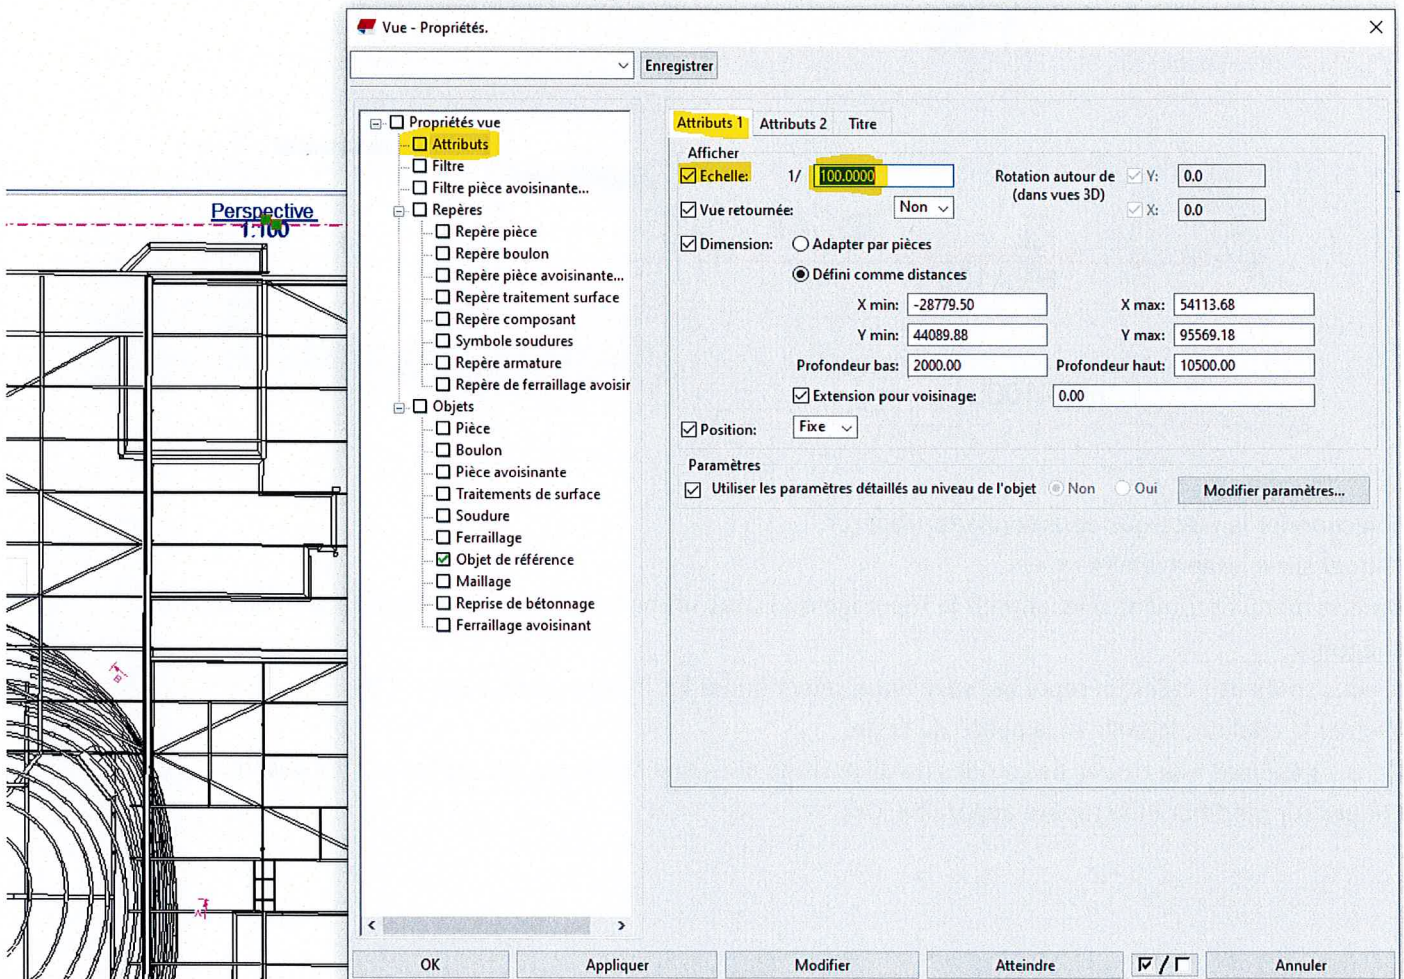 Vue - Propriétés.
Enregistrer
Propriétés vue
Attributs
Filtre
Filtre pièce avoisinante...
Repères
Repère pièce
Repère boulon
Repère pièce avoisinante...
Repère traitement surface
Repère composant
Symbole soudures
Repère armature
Repère de ferraillage avoisir
Objets
Pièce
Boulon
Pièce avoisinante
Traitements de surface
Soudure
Ferraillage
Objet de référence
Maillage
Reprise de bétonnage
Ferraillage avoisinant
Attributs 1 Attributs 2 Titre
Afficher
Echelle: 1/ 100.0000 Rotation autour de Y: 0.0
(dans vues 3D) X: 0.0
Vue retournée: Non
Dimension: Adapter par pièces
Défini comme distances
X min: -28779.50 X max: 54113.68
Y min: 44089.88 Y max: 95569.18
Profondeur bas: 2000.00 Profondeur haut: 10500.00
Extension pour voisinage: 0.00
Position: Fixe
Paramètres
Utiliser les paramètres détaillés au niveau de l'objet Non Oui Modifier paramètres...
OK Appliquer Modifier Atteindre / Annuler
Perspective
1:100
B
A